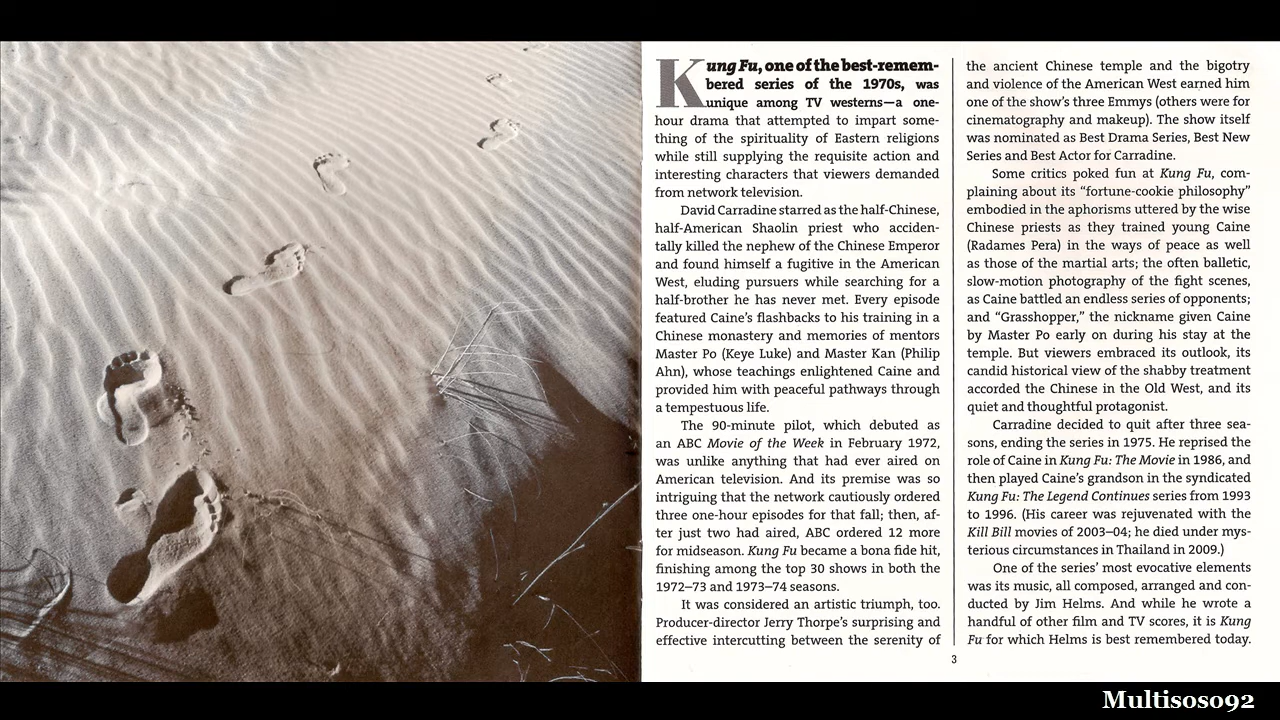 Kung Fu, one of the best-remem-
bered series of the 1970s, was
unique among TV westerns—a one-
hour drama that attempted to impart some-
thing of the spirituality of Eastern religions
while still supplying the requisite action and
interesting characters that viewers demanded
from network television.
David Carradine starred as the half-Chinese,
half-American Shaolin priest who acciden-
tally killed the nephew of the Chinese Emperor
and found himself a fugitive in the American
West, eluding pursuers while searching for a
half-brother he has never met. Every episode
featured Caine's flashbacks to his training in a
Chinese monastery and memories of mentors
Master Po (Keye Luke) and Master Kan (Philip
Ahn), whose teachings enlightened Caine and
provided him with peaceful pathways through
a tempestuous life.
The 90-minute pilot, which debuted as
an ABC Movie of the Week in February 1972,
was unlike anything that had ever aired on
American television. And its premise was so
intriguing that the network cautiously ordered
three one-hour episodes for that fall; then, af-
ter just two had aired, ABC ordered 12 more
for midseason. Kung Fu became a bona fide hit,
finishing among the top 30 shows in both the
1972–73 and 1973–74 seasons.
It was considered an artistic triumph, too.
Producer-director Jerry Thorpe's surprising and
effective intercutting between the serenity of
the ancient Chinese temple and the bigotry
and violence of the American West earned him
one of the show's three Emmys (others were for
cinematography and makeup). The show itself
was nominated as Best Drama Series, Best New
Series and Best Actor for Carradine.
Some critics poked fun at Kung Fu, com-
plaining about its "fortune-cookie philosophy"
embodied in the aphorisms uttered by the wise
Chinese priests as they trained young Caine
(Radames Pera) in the ways of peace as well
as those of the martial arts; the often balletic,
slow-motion photography of the fight scenes,
as Caine battled an endless series of opponents;
and "Grasshopper," the nickname given Caine
by Master Po early on during his stay at the
temple. But viewers embraced its outlook, its
candid historical view of the shabby treatment
accorded the Chinese in the Old West, and its
quiet and thoughtful protagonist.
Carradine decided to quit after three sea-
sons, ending the series in 1975. He reprised the
role of Caine in Kung Fu: The Movie in 1986, and
then played Caine's grandson in the syndicated
Kung Fu: The Legend Continues series from 1993
to 1996. (His career was rejuvenated with the
Kill Bill movies of 2003–04; he died under mys-
terious circumstances in Thailand in 2009.)
One of the series' most evocative elements
was its music, all composed, arranged and con-
ducted by Jim Helms. And while he wrote a
handful of other film and TV scores, it is Kung
Fu for which Helms is best remembered today.
3
Multisoso92